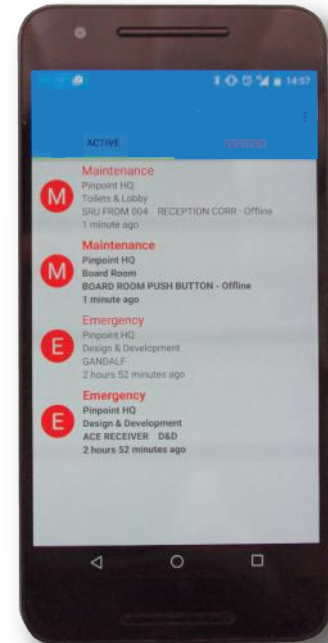 14:57
ACTIVE
M
Maintenance
Pinpoint HQ
Toilets & Lobby
SRU FROM 004 RECEPTION CORR - Offline
1 minute ago
M
Maintenance
Pinpoint HQ
Board Room
BOARD ROOM PUSH BUTTON - Offline
1 minute ago
E
Emergency
Pinpoint HQ
Design & Development
GANDALF
2 hours 52 minutes ago
E
Emergency
Pinpoint HQ
Design & Development
ACE RECEIVER D&D
2 hours 52 minutes ago